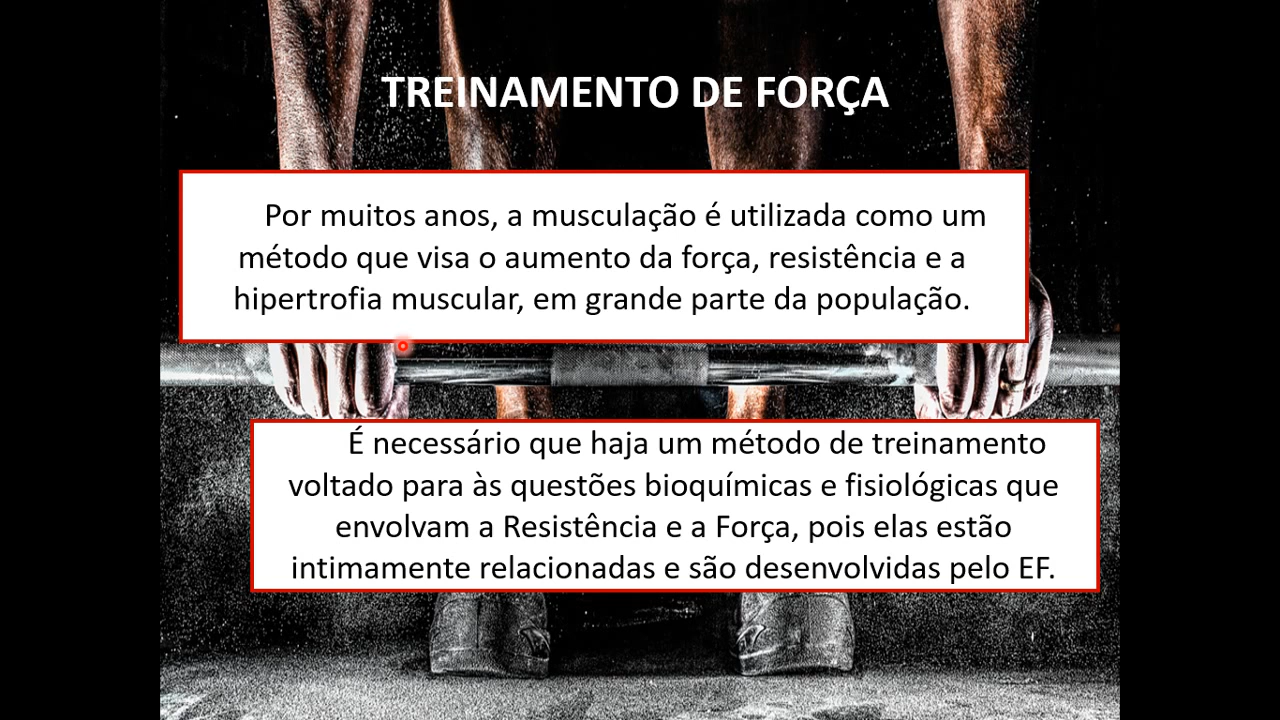 TREINAMENTO DE FORÇA
Por muitos anos, a musculação é utilizada como um
método que visa o aumento da força, resistência e a
hipertrofia muscular, em grande parte da população.
É necessário que haja um método de treinamento
voltado para às questões bioquímicas e fisiológicas que
envolvam a Resistência e a Força, pois elas estão
intimamente relacionadas e são desenvolvidas pelo EF.